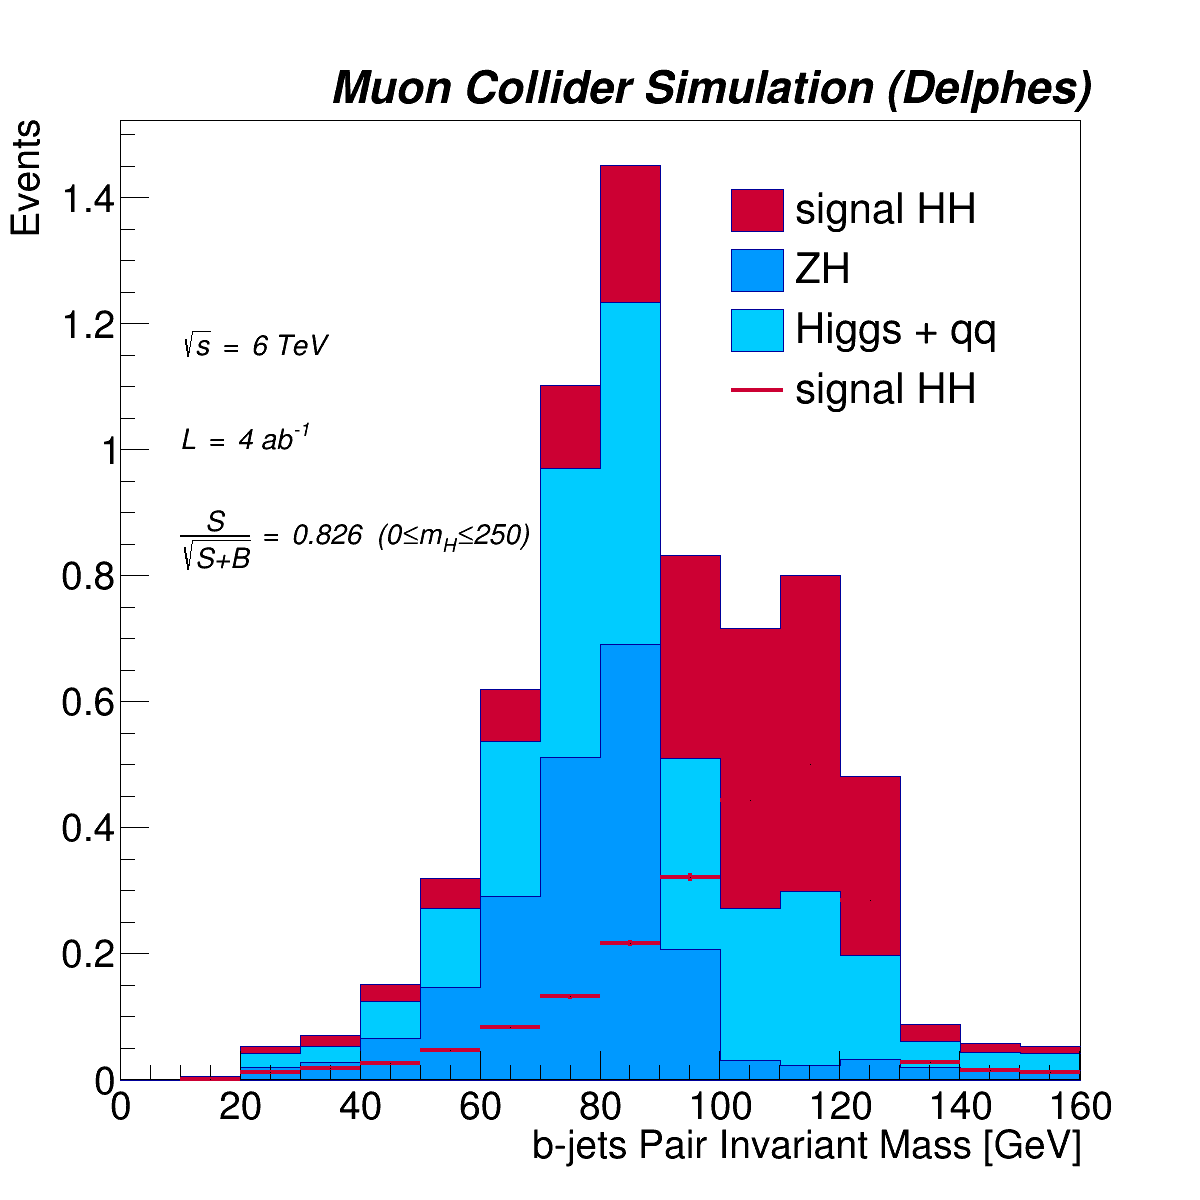 Muon Collider Simulation (Delphes)
Events
1.4
1.2
1
0.8
0.6
0.4
0.2
0
signal HH
ZH
Higgs + qq
signal HH
√s = 6 TeV
L = 4 ab⁻¹
S/√S+B = 0.826 (0≤m_H≤250)
0 20 40 60 80 100 120 140 160
b-jets Pair Invariant Mass [GeV]